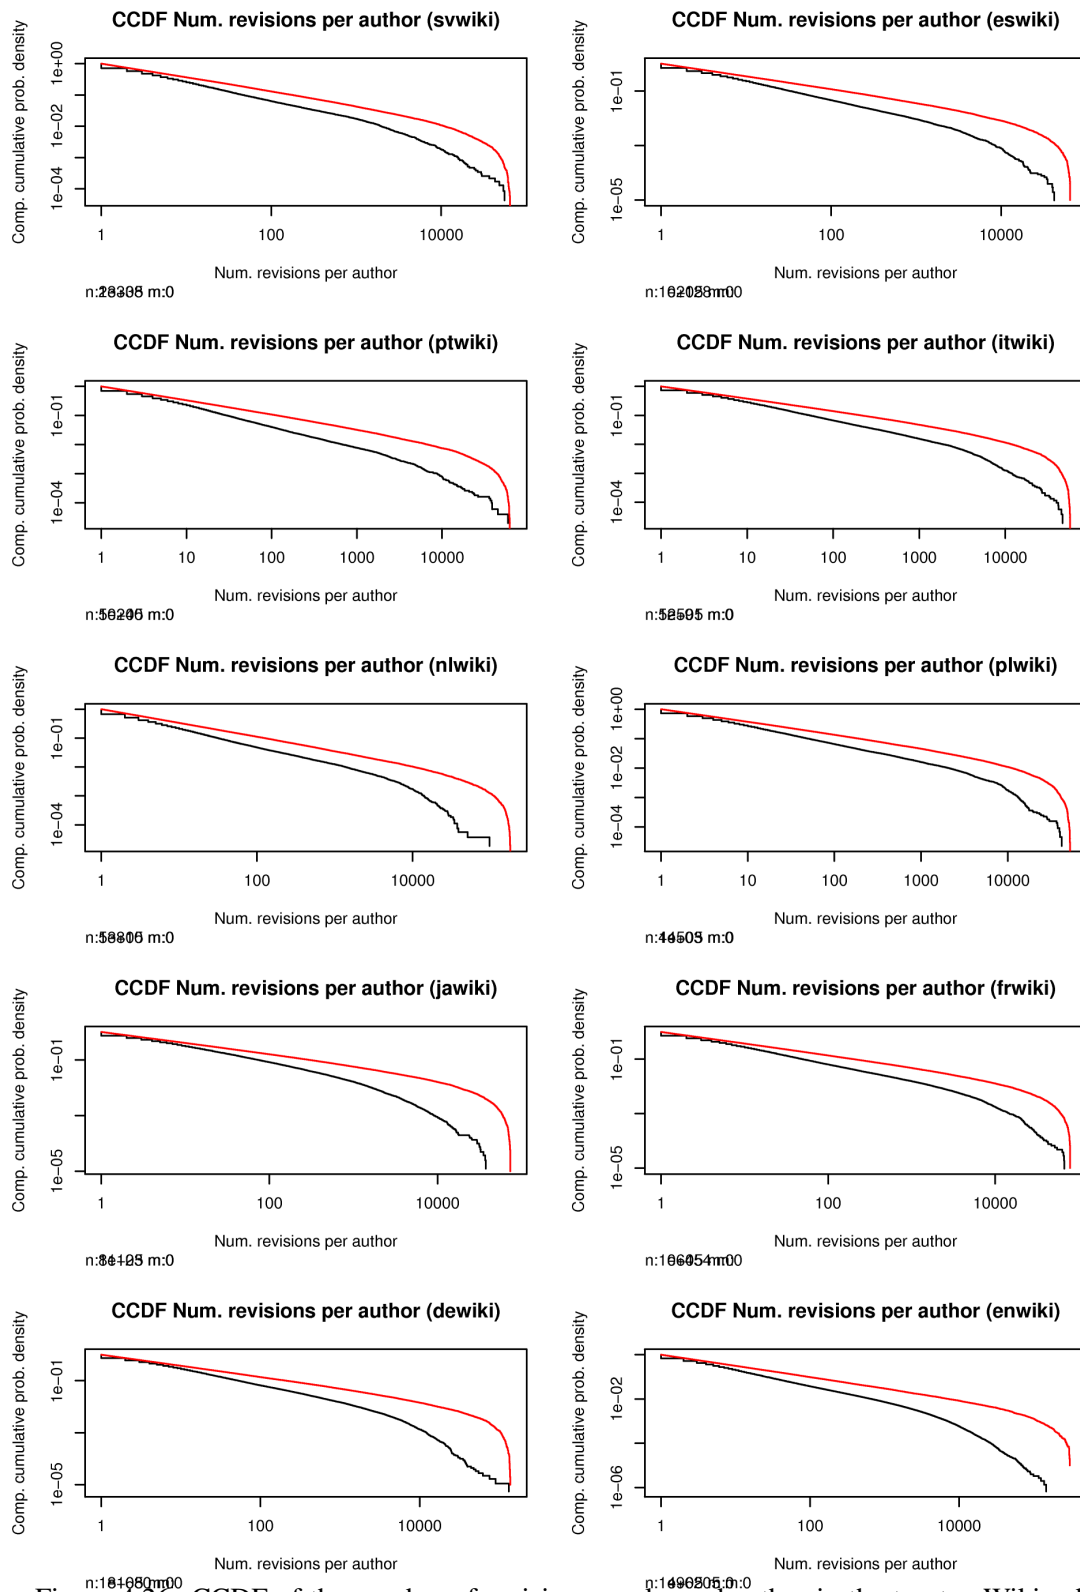 CCDF Num. revisions per author (svwiki)
Comp. cumulative prob. density
1e+00
1e−02
1e−04
1
100
10000
Num. revisions per author
CCDF Num. revisions per author (eswiki)
Comp. cumulative prob. density
1e−01
1e−05
1
100
10000
Num. revisions per author
CCDF Num. revisions per author (ptwiki)
Comp. cumulative prob. density
1e−01
1e−04
1
10
100
1000
10000
Num. revisions per author
CCDF Num. revisions per author (itwiki)
Comp. cumulative prob. density
1e−01
1e−04
1
10
100
1000
10000
Num. revisions per author
CCDF Num. revisions per author (nlwiki)
Comp. cumulative prob. density
1e−01
1e−04
1
100
10000
Num. revisions per author
CCDF Num. revisions per author (plwiki)
Comp. cumulative prob. density
1e+00
1e−02
1e−04
1
10
100
1000
10000
Num. revisions per author
CCDF Num. revisions per author (jawiki)
Comp. cumulative prob. density
1e−01
1e−05
1
100
10000
Num. revisions per author
CCDF Num. revisions per author (frwiki)
Comp. cumulative prob. density
1e−01
1e−05
1
100
10000
Num. revisions per author
CCDF Num. revisions per author (dewiki)
Comp. cumulative prob. density
1e−01
1e−05
1
100
10000
Num. revisions per author
CCDF Num. revisions per author (enwiki)
Comp. cumulative prob. density
1e−02
1e−06
1
100
10000
Num. revisions per author